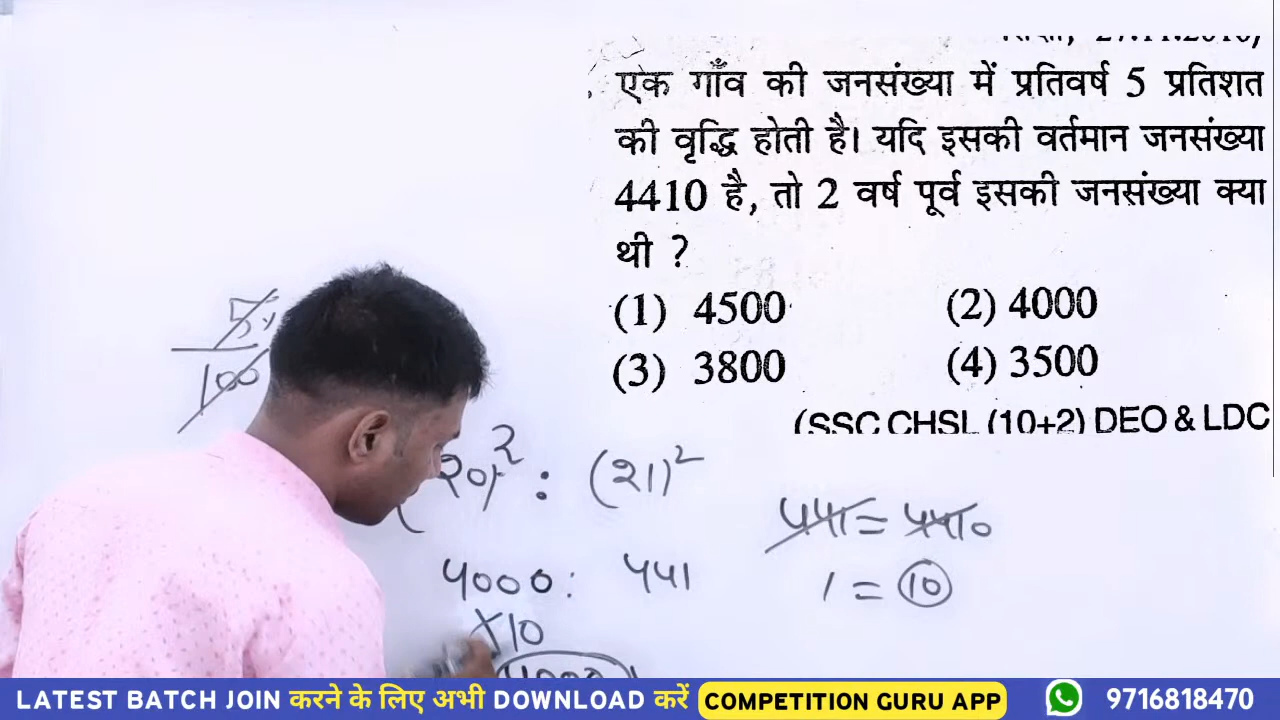 एक गाँव की जनसंख्या में प्रतिवर्ष 5 प्रतिशत
की वृद्धि होती है। यदि इसकी वर्तमान जनसंख्या
4410 है, तो 2 वर्ष पूर्व इसकी जनसंख्या क्या
थी ?
(1) 4500 (2) 4000
(3) 3800 (4) 3500
(SSC CHSL (10+2) DEO & LDC
5
100
(20)² : (21)²
4000 : 441
×10
4000
441 = 4410
1 = 10
LATEST BATCH JOIN करने के लिए अभी DOWNLOAD करें COMPETITION GURU APP 9716818470